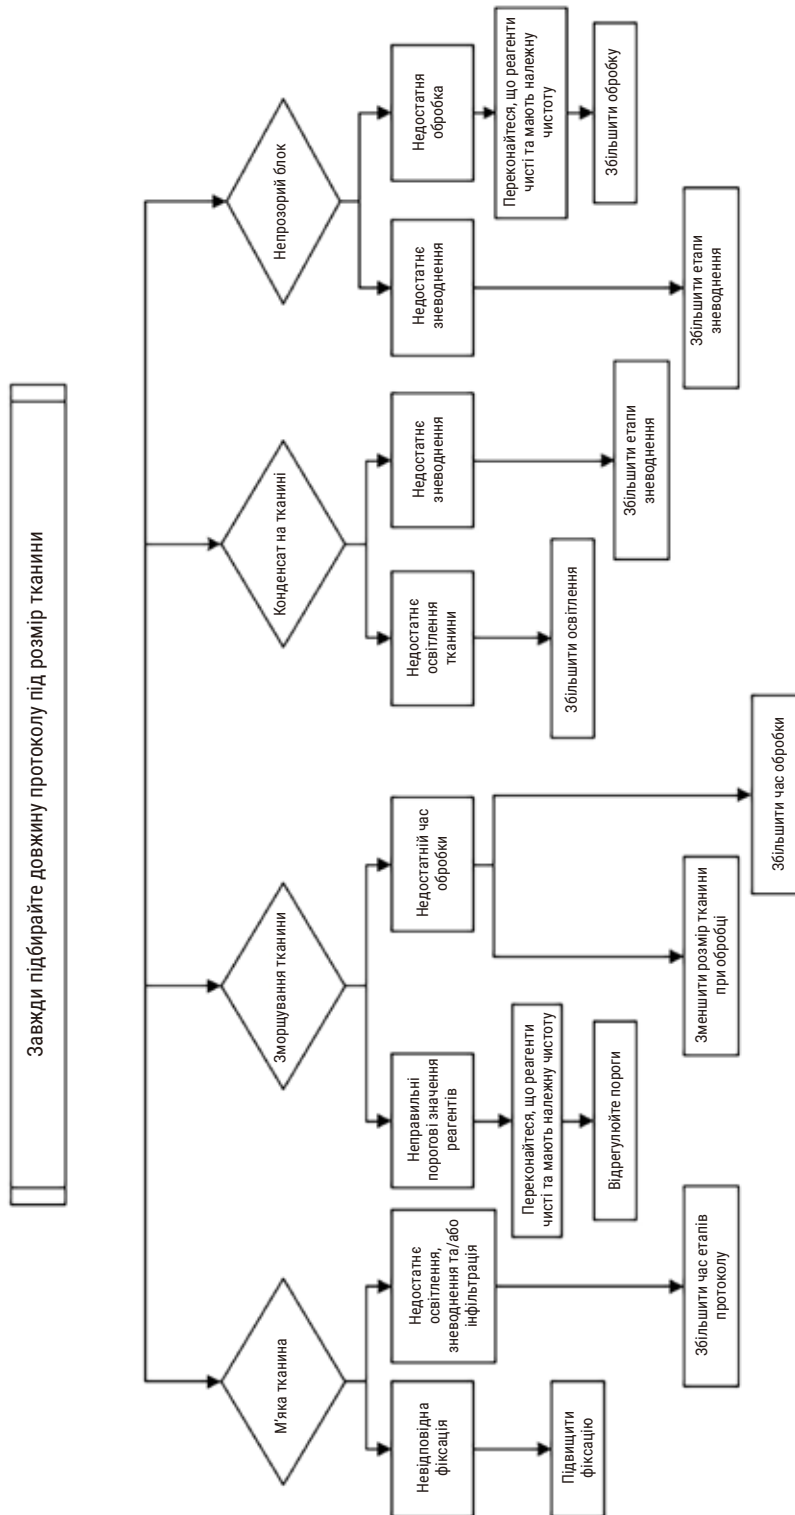 Завжди підбирайте довжину протоколу під розмір тканини
М'яка тканина
Зморщування тканини
Конденсат на тканині
Непрозорий блок
Невідповідна
фіксація
Недостатнє
освітлення,
зневоднення та/або
інфільтрація
Неправильні
порогові значення
реагентів
Недостатній час
обробки
Недостатнє
освітлення
тканини
Недостатнє
зневоднення
Недостатнє
зневоднення
Недостатня
обробка
Підвищити
фіксацію
Збільшити час етапів
протоколу
Переконайтеся, що реагенти
чисті та мають належну чистоту
Відрегулюйте пороги
Зменшити розмір тканини
при обробці
Збільшити час обробки
Збільшити освітлення
Збільшити етапи
зневоднення
Збільшити етапи
зневоднення
Переконайтеся, що реагенти
чисті та мають належну
чистоту
Збільшити обробку